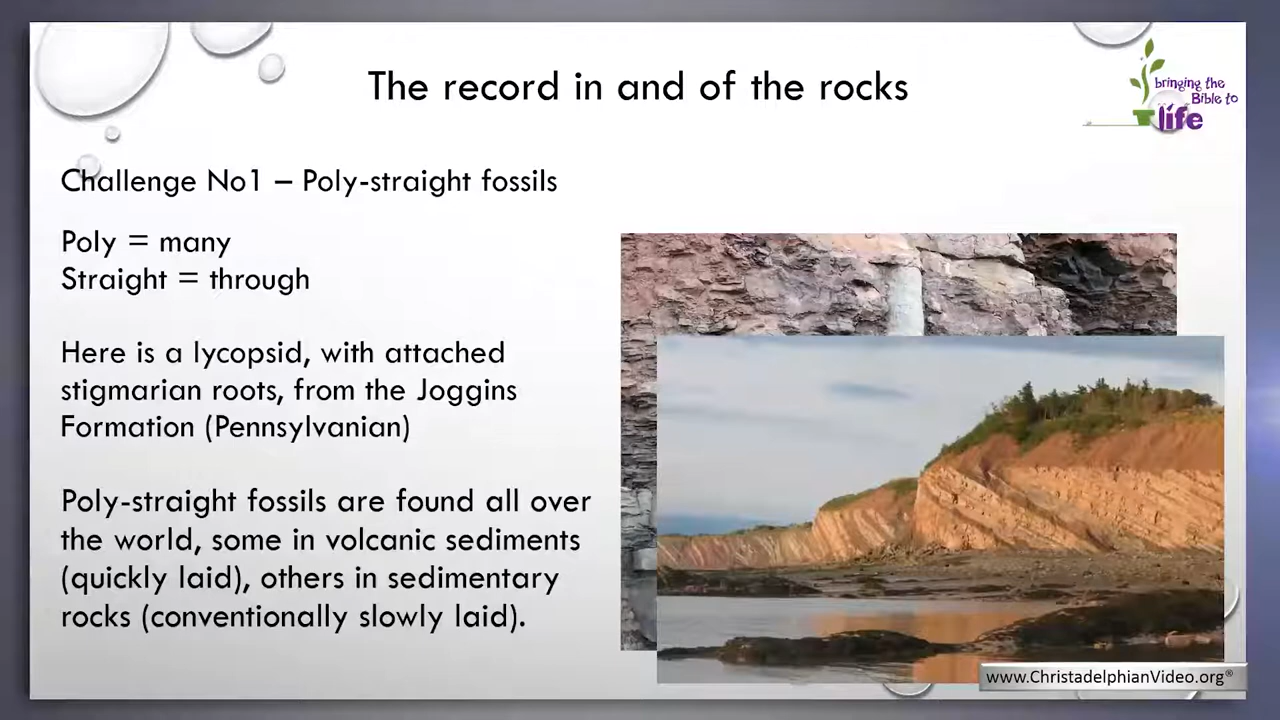 The record in and of the rocks
bringing the
Bible to
life
Challenge No1 – Poly-straight fossils
Poly = many
Straight = through
Here is a lycopsid, with attached
stigmarian roots, from the Joggins
Formation (Pennsylvanian)
Poly-straight fossils are found all over
the world, some in volcanic sediments
(quickly laid), others in sedimentary
rocks (conventionally slowly laid).
www.ChristadelphianVideo.org®